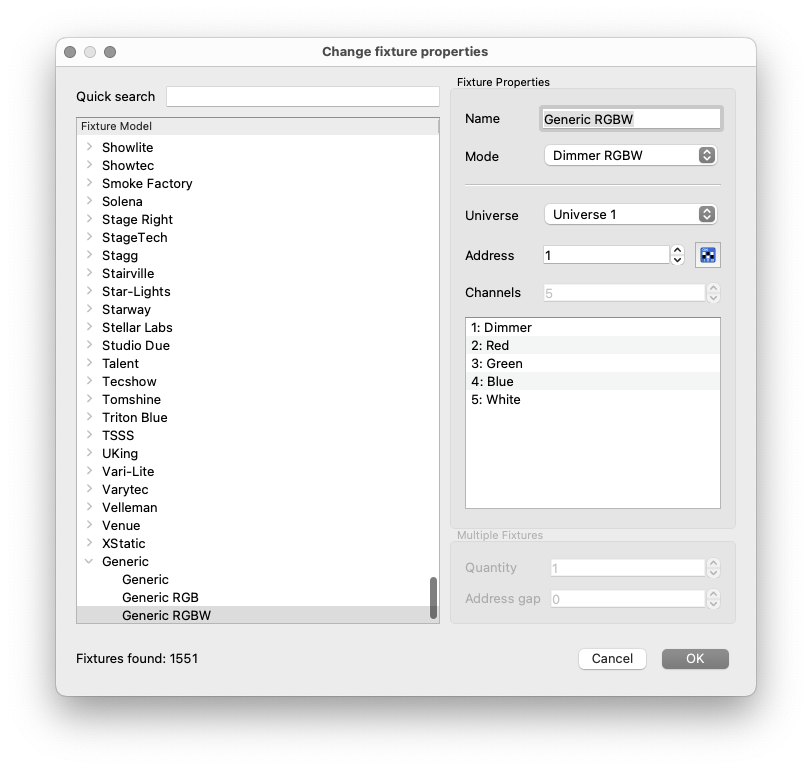 Change fixture properties
Quick search
Fixture Model
Showlite
Showtec
Smoke Factory
Solena
Stage Right
StageTech
Stagg
Stairville
Star-Lights
Starway
Stellar Labs
Studio Due
Talent
Tecshow
Tomshine
Triton Blue
TSSS
UKing
Vari-Lite
Varytec
Velleman
Venue
XStatic
Generic
Generic
Generic RGB
Generic RGBW
Fixtures found: 1551
Fixture Properties
Name Generic RGBW
Mode Dimmer RGBW
Universe Universe 1
Address 1
Channels 5
1: Dimmer
2: Red
3: Green
4: Blue
5: White
Multiple Fixtures
Quantity 1
Address gap 0
Cancel OK